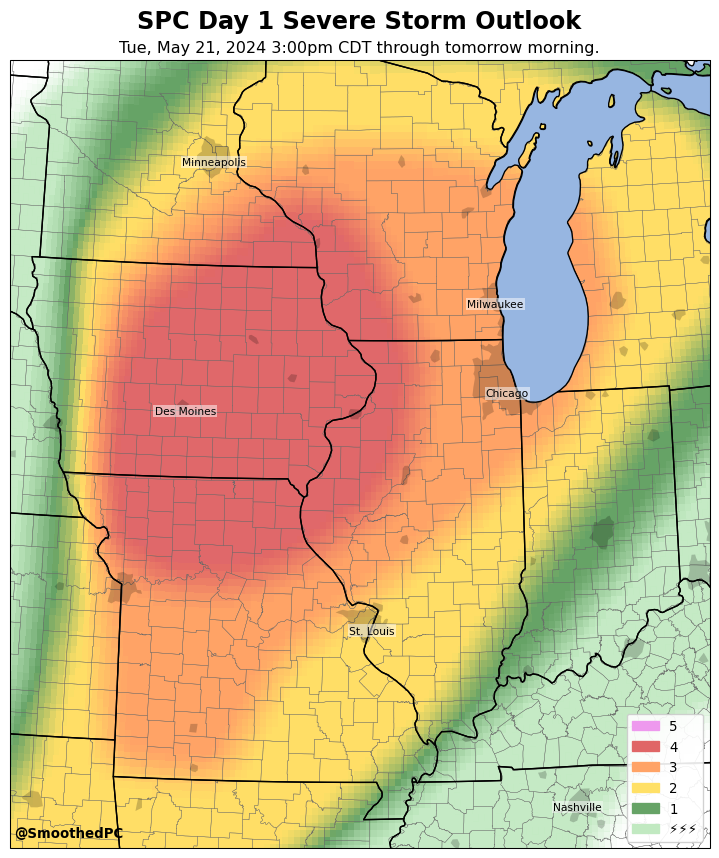 SPC Day 1 Severe Storm Outlook
Tue, May 21, 2024 3:00pm CDT through tomorrow morning.
Minneapolis
Milwaukee
Chicago
Des Moines
St. Louis
5
4
3
2
1
⚡⚡⚡
Nashville
@SmoothedPC